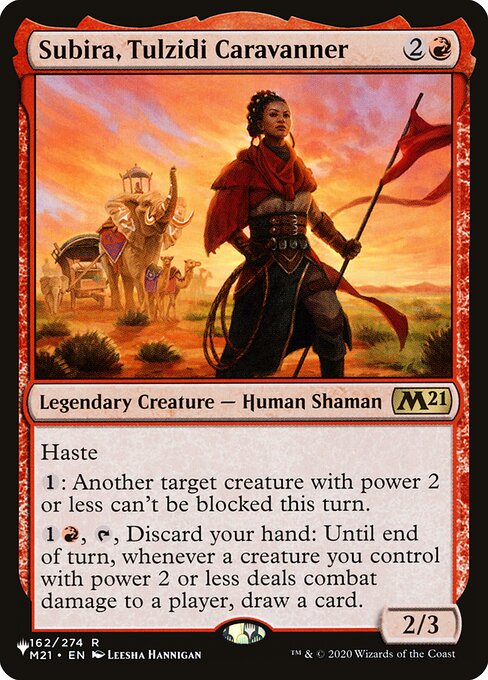 Subira, Tulzidi Caravanner 2
Legendary Creature — Human Shaman M21
Haste
1: Another target creature with power 2
or less can't be blocked this turn.
1 , , Discard your hand: Until end
of turn, whenever a creature you control
with power 2 or less deals combat
damage to a player, draw a card.
2/3
162/274 R
M21 • EN Leesha Hannigan
™ & © 2020 Wizards of the Coast